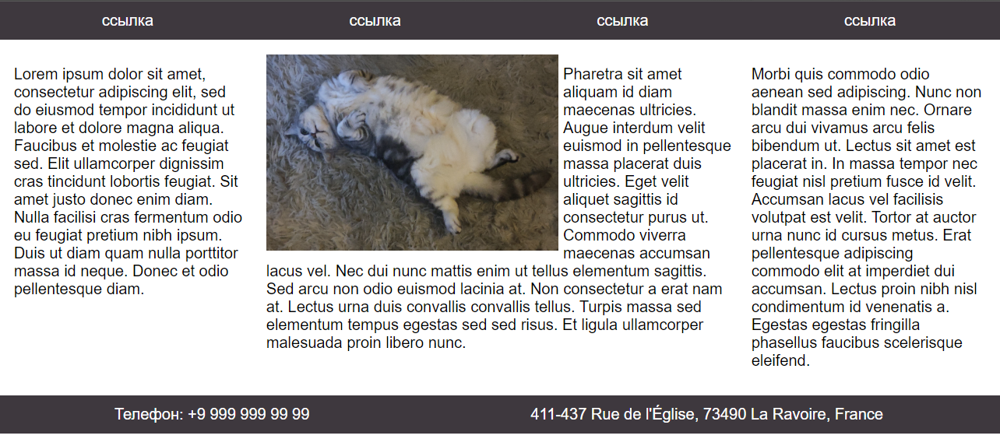 ссылка ссылка ссылка ссылка
Lorem ipsum dolor sit amet,
consectetur adipiscing elit, sed
do eiusmod tempor incididunt ut
labore et dolore magna aliqua.
Faucibus et molestie ac feugiat
sed. Elit ullamcorper dignissim
cras tincidunt lobortis feugiat. Sit
amet justo donec enim diam.
Nulla facilisi cras fermentum odio
eu feugiat pretium nibh ipsum.
Duis ut diam quam nulla porttitor
massa id neque. Donec et odio
pellentesque diam.
Pharetra sit amet
aliquam id diam
maecenas ultricies.
Augue interdum velit
euismod in pellentesque
massa placerat duis
ultricies. Eget velit
aliquet sagittis id
consectetur purus ut.
Commodo viverra
maecenas accumsan
lacus vel. Nec dui nunc mattis enim ut tellus elementum sagittis.
Sed arcu non odio euismod lacinia at. Non consectetur a erat nam
at. Lectus urna duis convallis convallis tellus. Turpis massa sed
elementum tempus egestas sed sed risus. Et ligula ullamcorper
malesuada proin libero nunc.
Morbi quis commodo odio
aenean sed adipiscing. Nunc non
blandit massa enim nec. Ornare
arcu dui vivamus arcu felis
bibendum ut. Lectus sit amet est
placerat in. In massa tempor nec
feugiat nisl pretium fusce id velit.
Accumsan lacus vel facilisis
volutpat est velit. Tortor at auctor
urna nunc id cursus metus. Erat
pellentesque adipiscing
commodo elit at imperdiet dui
accumsan. Lectus proin nibh nisl
condimentum id venenatis a.
Egestas egestas fringilla
phasellus faucibus scelerisque
eleifend.
Телефон: +9 999 999 99 99
411-437 Rue de l'Église, 73490 La Ravoire, France